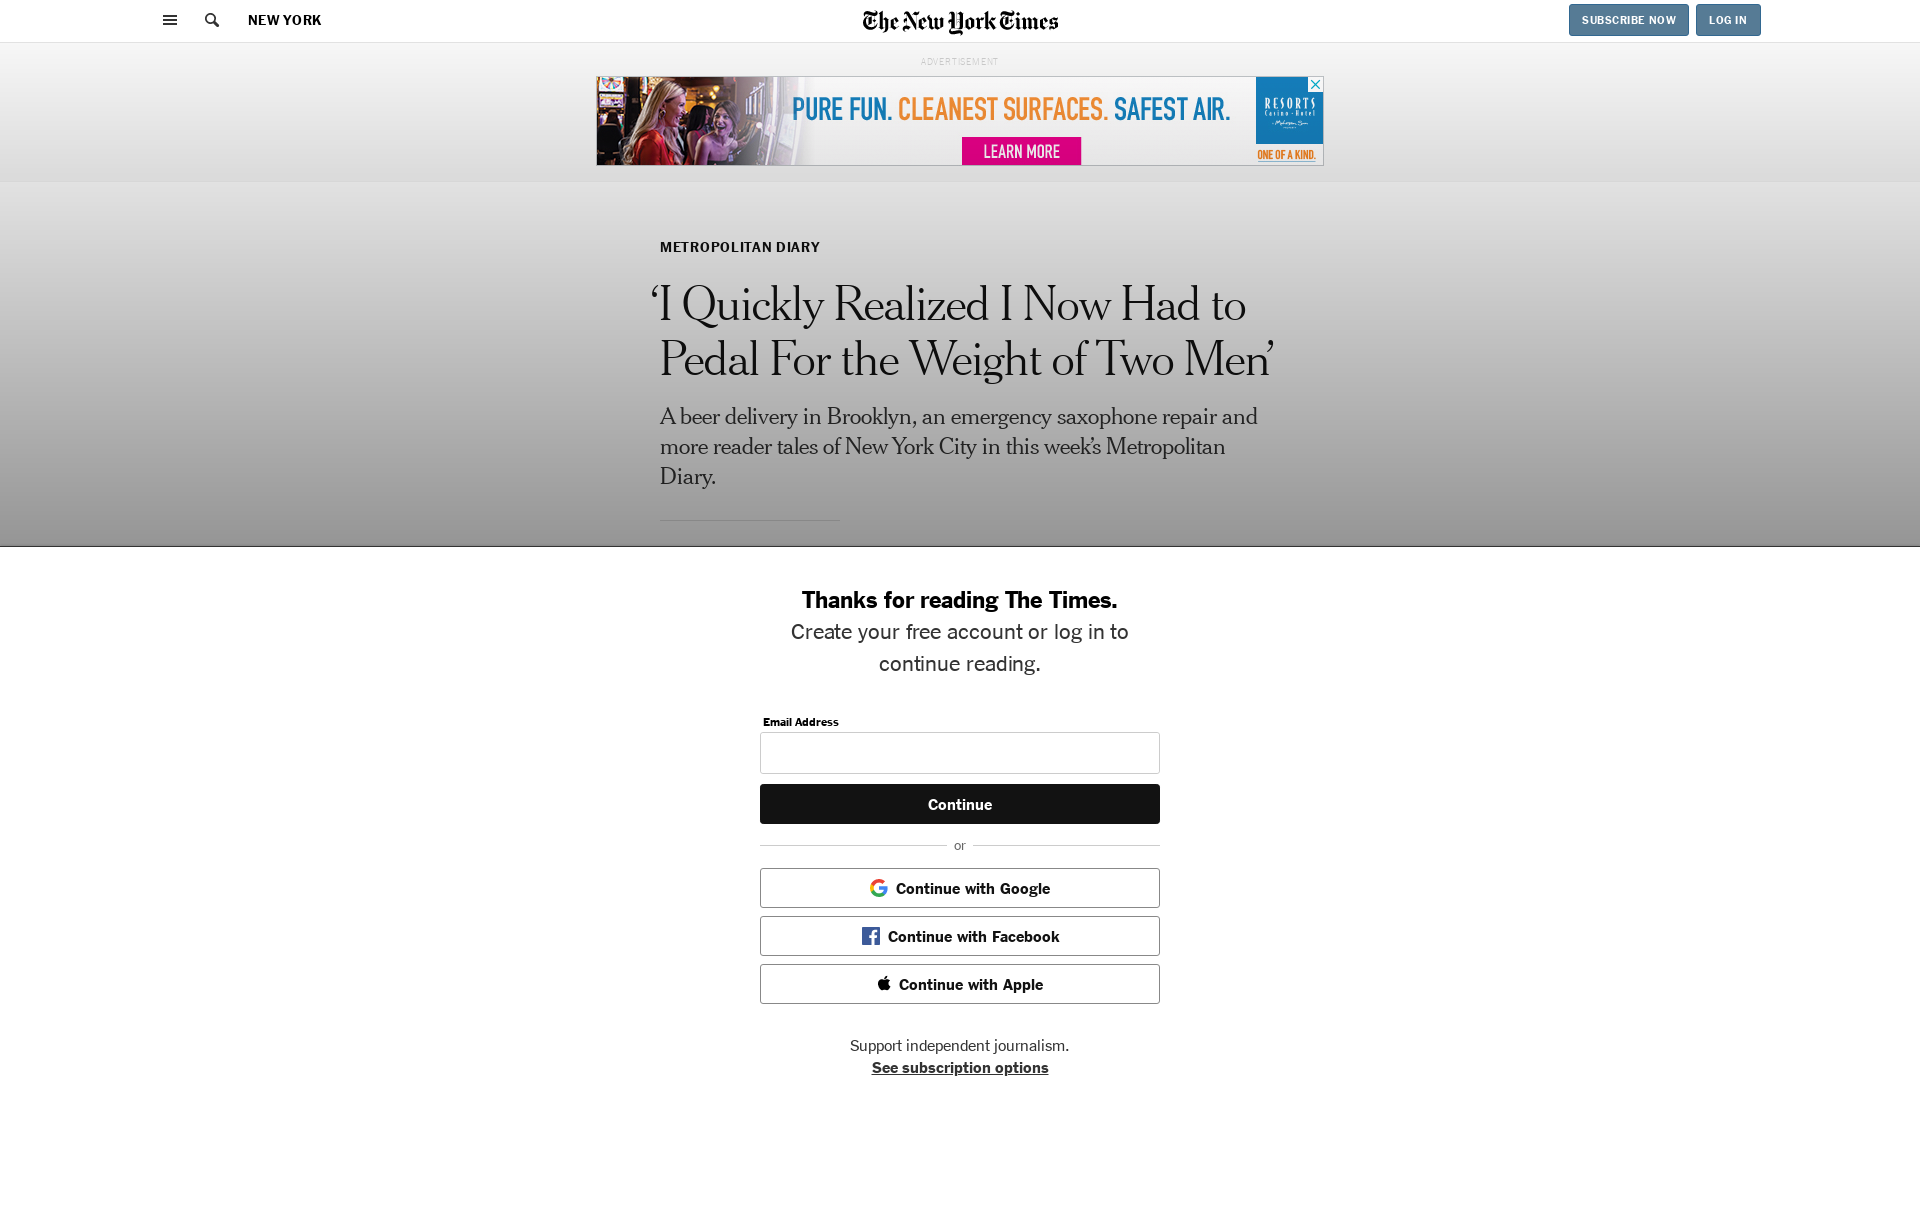 NEW YORK
The New York Times
SUBSCRIBE NOW
LOG IN
ADVERTISEMENT
PURE FUN. CLEANEST SURFACES. SAFEST AIR.
LEARN MORE
RESORTS
Casino • Hotel
ONE OF A KIND.
METROPOLITAN DIARY
‘I Quickly Realized I Now Had to
Pedal For the Weight of Two Men’
A beer delivery in Brooklyn, an emergency saxophone repair and
more reader tales of New York City in this week’s Metropolitan
Diary.
Thanks for reading The Times.
Create your free account or log in to
continue reading.
Email Address
Continue
or
Continue with Google
Continue with Facebook
Continue with Apple
Support independent journalism.
See subscription options